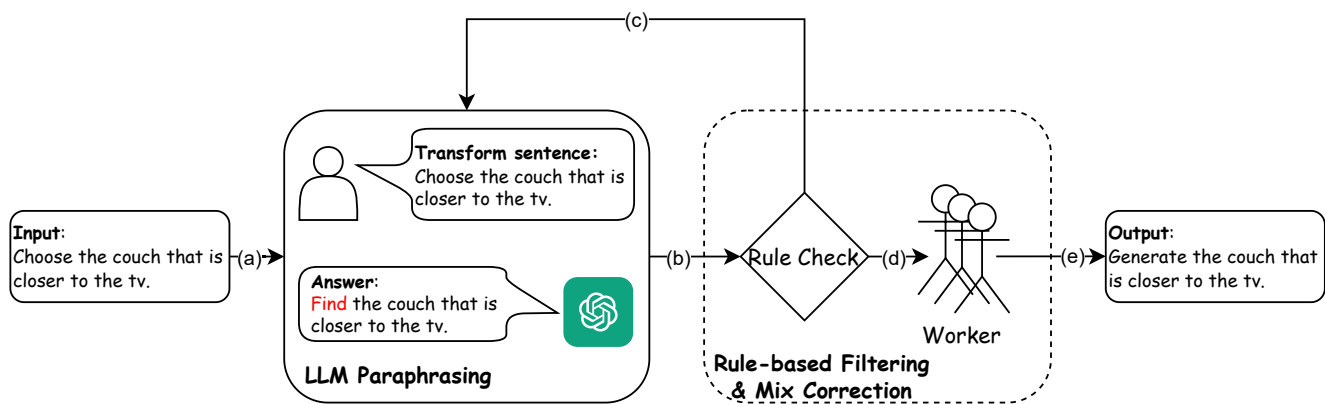 (c)
Transform sentence:
Choose the couch that is
closer to the tv.
Input:
Choose the couch that is
closer to the tv.
(a)
Answer:
Find the couch that is
closer to the tv.
LLM Paraphrasing
(b)
Rule Check
(d)
Worker
Rule-based Filtering
& Mix Correction
(e)
Output:
Generate the couch that
is closer to the tv.